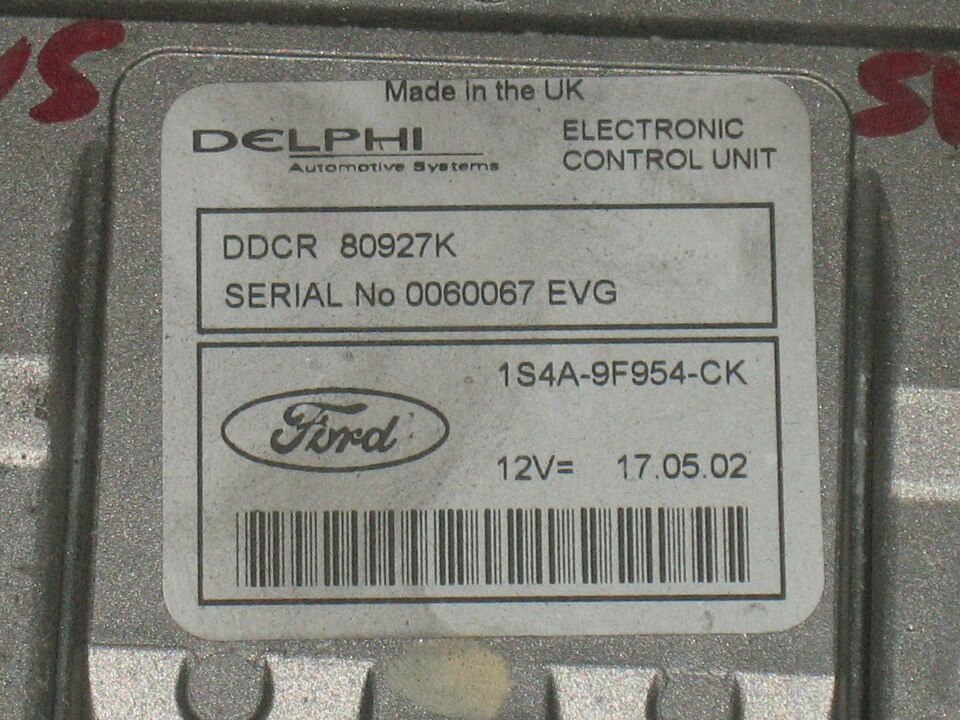 Made in the UK
DELPHI
Automotive Systems
ELECTRONIC
CONTROL UNIT
DDCR 80927K
SERIAL No 0060067 EVG
1S4A-9F954-CK
Ford
12V= 17.05.02